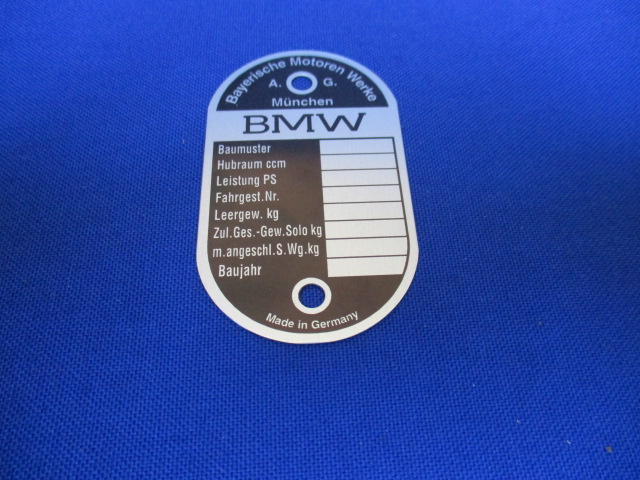 Bayerische Motoren Werke
A. G.
München
BMW
Baumuster
Hubraum ccm
Leistung PS
Fahrgest.Nr.
Leergew. kg
Zul.Ges.-Gew.Solo kg
m.angeschl.S.Wg.kg
Baujahr
Made in Germany